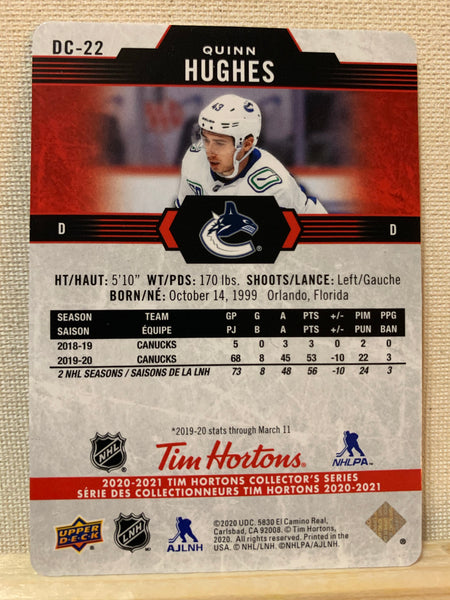 DC-22
QUINN
HUGHES
43
D
D
®
HT/HAUT: 5'10" WT/PDS: 170 lbs. SHOOTS/LANCE: Left/Gauche
BORN/NÉ: October 14, 1999 Orlando, Florida
SEASON TEAM GP G A PTS +/- PIM PPG
SAISON ÉQUIPE PJ B A PTS +/- PUN BAN
2018-19 CANUCKS 5 0 3 3 0 2 0
2019-20 CANUCKS 68 8 45 53 -10 22 3
2 NHL SEASONS / SAISONS DE LA LNH 73 8 48 56 -10 24 3
*2019-20 stats through March 11
NHL
Tim Hortons®
NHLPA
2020-2021 TIM HORTONS COLLECTOR'S SERIES
SÉRIE DES COLLECTIONNEURS TIM HORTONS 2020-2021
UPPER DECK
LNH
AJLNH
©2020 UDC. 5830 El Camino Real,
Carlsbad, CA 92008. © Tim Hortons,
2020. All rights reserved. Printed in the
USA. © NHL/LNH. ©NHLPA/AJLNH.
®